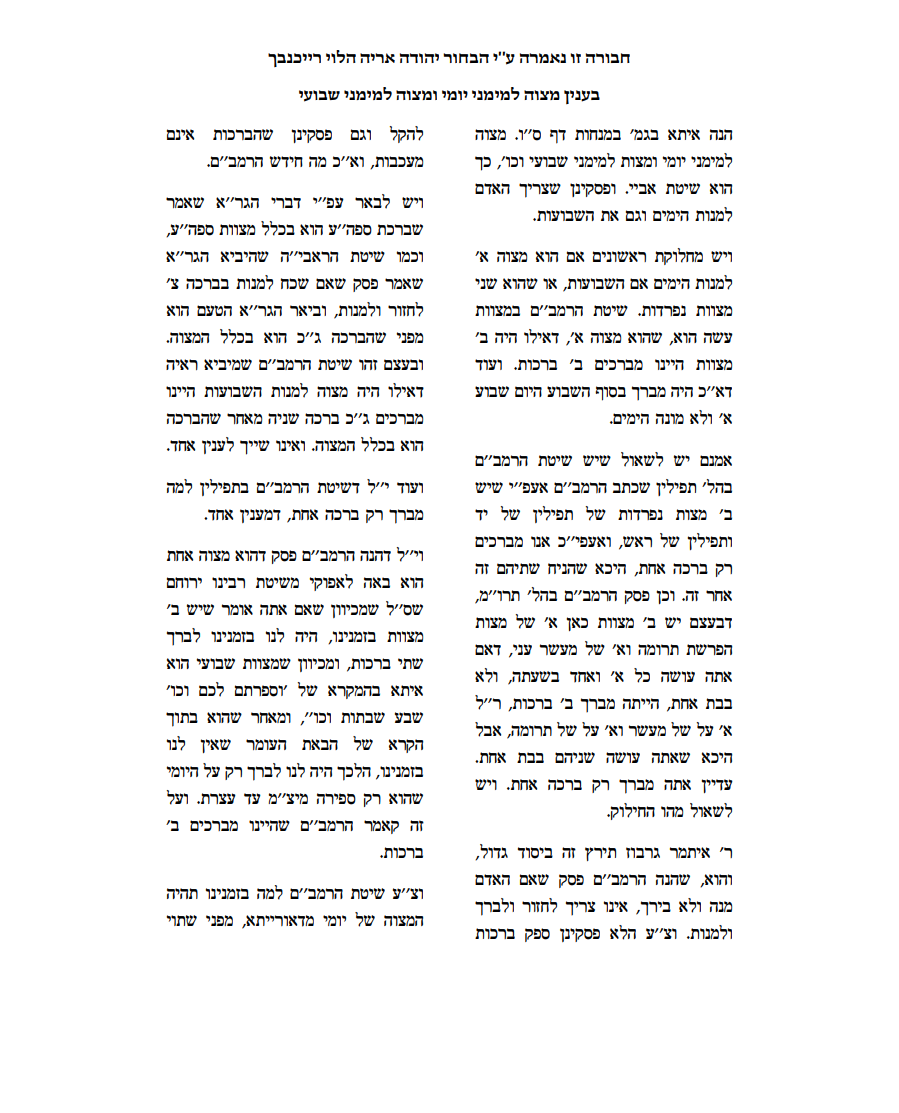 חבורה זו נאמרה ע"י הבחור יהודה אריה הלוי רייכנבך
בענין מצוה למימני יומי ומצוה למימני שבועי
הנה איתא בגמ' במנחות דף ס"ו. מצוה
למימני יומי ומצות למימני שבועי וכו', כך
הוא שיטת אביי. ופסקינן שצריך האדם
למנות הימים וגם את השבועות.
ויש מחלוקת ראשונים אם הוא מצוה א'
למנות הימים אם השבועות, או שהוא שני
מצוות נפרדות. שיטת הרמב"ם במצוות
עשה הוא, שהוא מצוה א', דאילו היה ב'
מצוות היינו מברכים ב' ברכות. ועוד
דא"כ היה מברך בסוף השבוע היום שבוע
א' ולא מונה הימים.
אמנם יש לשאול שיש שיטת הרמב"ם
בהל' תפילין שכתב הרמב"ם אעפ"י שיש
ב' מצות נפרדות של תפילין של יד
ותפילין של ראש, ואעפי"כ אנו מברכים
רק ברכה אחת, היכא שהניח שתיהם זה
אחר זה. וכן פסק הרמב"ם בהל' תרו"מ,
דבעצם יש ב' מצוות כאן א' של מצות
הפרשת תרומה וא' של מעשר עני, דאם
אתה עושה כל א' ואחד בשעתה, ולא
בבת אחת, הייתה מברך ב' ברכות, ר"ל
א' על של מעשר וא' על של תרומה, אבל
היכא שאתה עושה שניהם בבת אחת.
עדיין אתה מברך רק ברכה אחת. ויש
לשאול מהו החילוק.
ר' איתמר גרבוז תירץ זה ביסוד גדול,
והוא, שהנה הרמב"ם פסק שאם האדם
מנה ולא בירך, אינו צריך לחזור ולברך
ולמנות. וצ"ע הלא פסקינן ספק ברכות
להקל וגם פסקינן שהברכות אינם
מעכבות, וא"כ מה חידש הרמב"ם.
ויש לבאר עפ"י דברי הגר"א שאמר
שברכת ספה"ע הוא בכלל מצוות ספה"ע,
וכמו שיטת הראבי"ה שהיביא הגר"א
שאמר פסק שאם שכח למנות בברכה צ'
לחזור ולמנות, וביאר הגר"א הטעם הוא
מפני שהברכה ג"כ הוא בכלל המצוה.
ובעצם זהו שיטת הרמב"ם שמיביא ראיה
דאילו היה מצוה למנות השבועות היינו
מברכים ג"כ ברכה שניה מאחר שהברכה
הוא בכלל המצוה. ואינו שייך לענין אחד.
ועוד י"ל דשיטת הרמב"ם בתפילין למה
מברך רק ברכה אחת, דמענין אחד.
וי"ל דהנה הרמב"ם פסק דהוא מצוה אחת
הוא באה לאפוקי משיטת רבינו ירוחם
שס"ל שמכיוון שאם אתה אומר שיש ב'
מצוות בזמנינו, היה לנו בזמנינו לברך
שתי ברכות, ומכיוון שמצוות שבועי הוא
איתא בהמקרא של 'וספרתם לכם וכו'
שבע שבתות וכו", ומאחר שהוא בתוך
הקרא של הבאת העומר שאין לנו
בזמנינו, הלכך היה לנו לברך רק על היומי
שהוא רק ספירה מיצ"מ עד עצרת. ועל
זה קאמר הרמב"ם שהיינו מברכים ב'
ברכות.
וצ"ע שיטת הרמב"ם למה בזמנינו תהיה
המצוה של יומי מדאורייתא, מפני שתוי